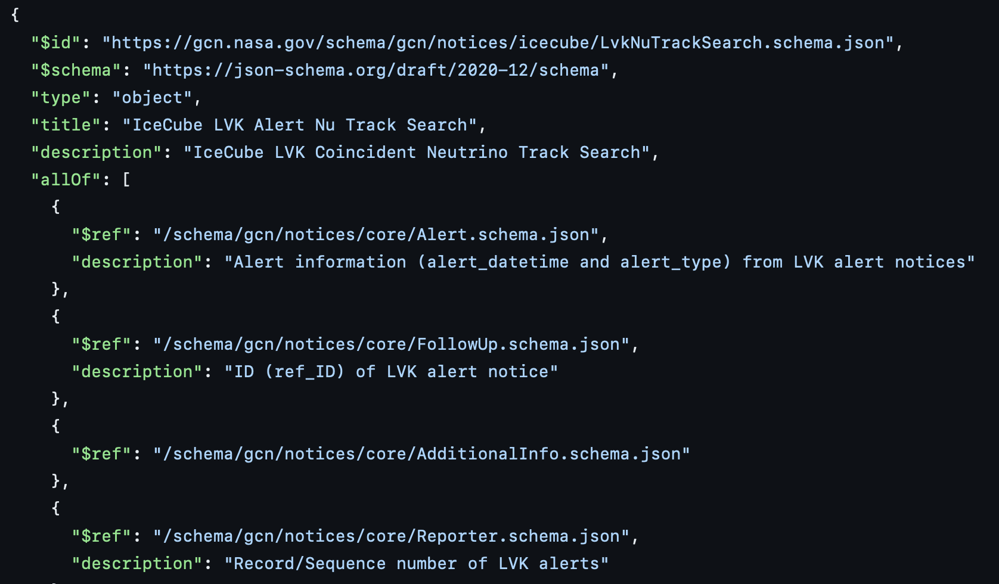 {
  "$id": "https://gcn.nasa.gov/schema/gcn/notices/icecube/LvkNuTrackSearch.schema.json",
  "$schema": "https://json-schema.org/draft/2020-12/schema",
  "type": "object",
  "title": "IceCube LVK Alert Nu Track Search",
  "description": "IceCube LVK Coincident Neutrino Track Search",
  "allOf": [
    {
      "$ref": "/schema/gcn/notices/core/Alert.schema.json",
      "description": "Alert information (alert_datetime and alert_type) from LVK alert notices"
    },
    {
      "$ref": "/schema/gcn/notices/core/FollowUp.schema.json",
      "description": "ID (ref_ID) of LVK alert notice"
    },
    {
      "$ref": "/schema/gcn/notices/core/AdditionalInfo.schema.json"
    },
    {
      "$ref": "/schema/gcn/notices/core/Reporter.schema.json",
      "description": "Record/Sequence number of LVK alerts"